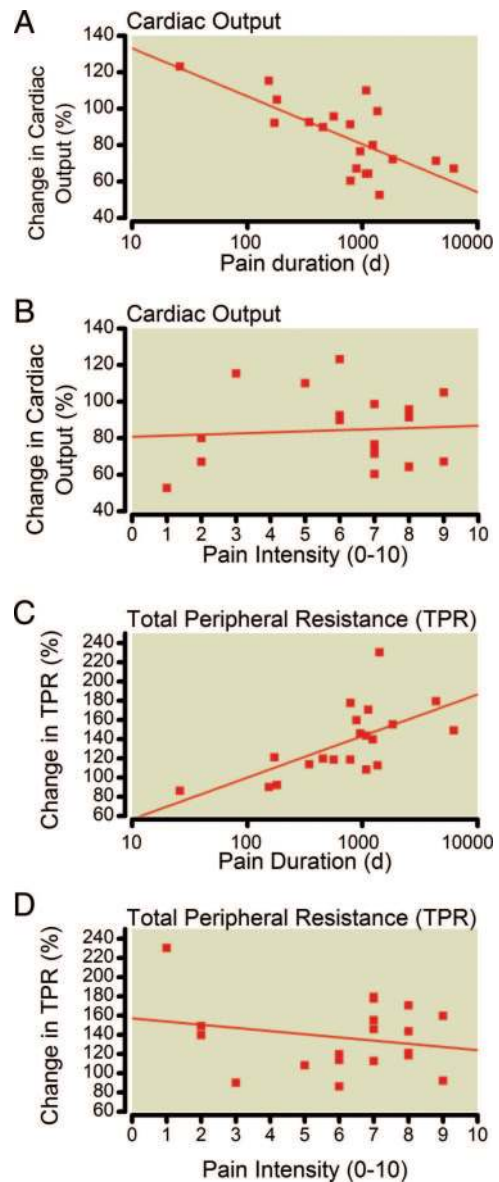 A
Cardiac Output
Change in Cardiac
Output (%)
140
120
100
80
60
40
10 100 1000 10000
Pain duration (d)
B
Cardiac Output
Change in Cardiac
Output (%)
140
120
100
80
60
40
0 1 2 3 4 5 6 7 8 9 10
Pain Intensity (0-10)
C
Total Peripheral Resistance (TPR)
Change in TPR (%)
240
220
200
180
160
140
120
100
80
60
10 100 1000 10000
Pain Duration (d)
D
Total Peripheral Resistance (TPR)
Change in TPR (%)
240
220
200
180
160
140
120
100
80
60
0 1 2 3 4 5 6 7 8 9 10
Pain Intensity (0-10)